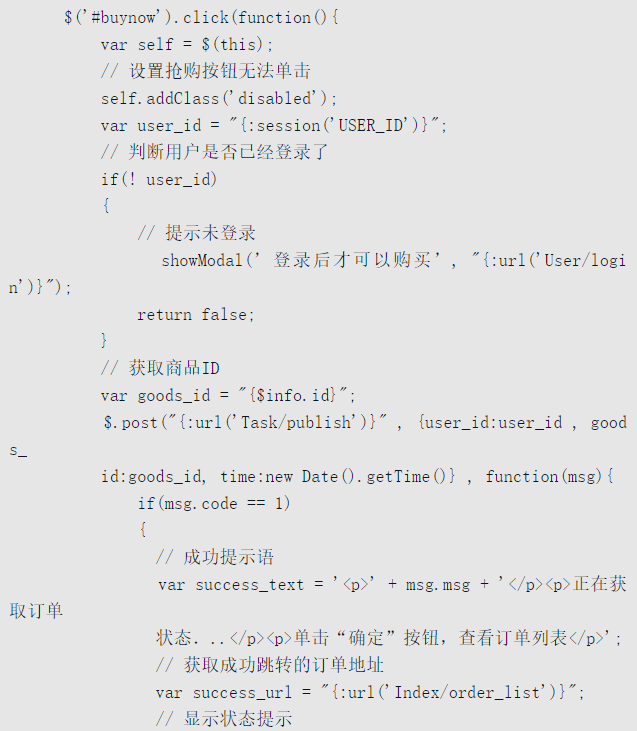 $('#buynow').click(function(){
var self = $(this);
// 设置抢购按钮无法单击
self.addClass('disabled');
var user_id = "{:session('USER_ID')}";
// 判断用户是否已经登录了
if(! user_id)
{
// 提示未登录
showModal(' 登录后才可以购买', "{:url('User/logi
n')}");
return false;
}
// 获取商品ID
var goods_id = "{$info.id}";
$.post("{:url('Task/publish')}" , {user_id:user_id , good
s_
id:goods_id, time:new Date().getTime()} , function(msg){
if(msg.code == 1)
{
// 成功提示语
var success_text = '<p>' + msg.msg + '</p><p>正在获
取订单
状态. ..</p><p>单击“确定”按钮，查看订单列表</p>';
// 获取成功跳转的订单地址
var success_url = "{:url('Index/order_list')}";
// 显示状态提示